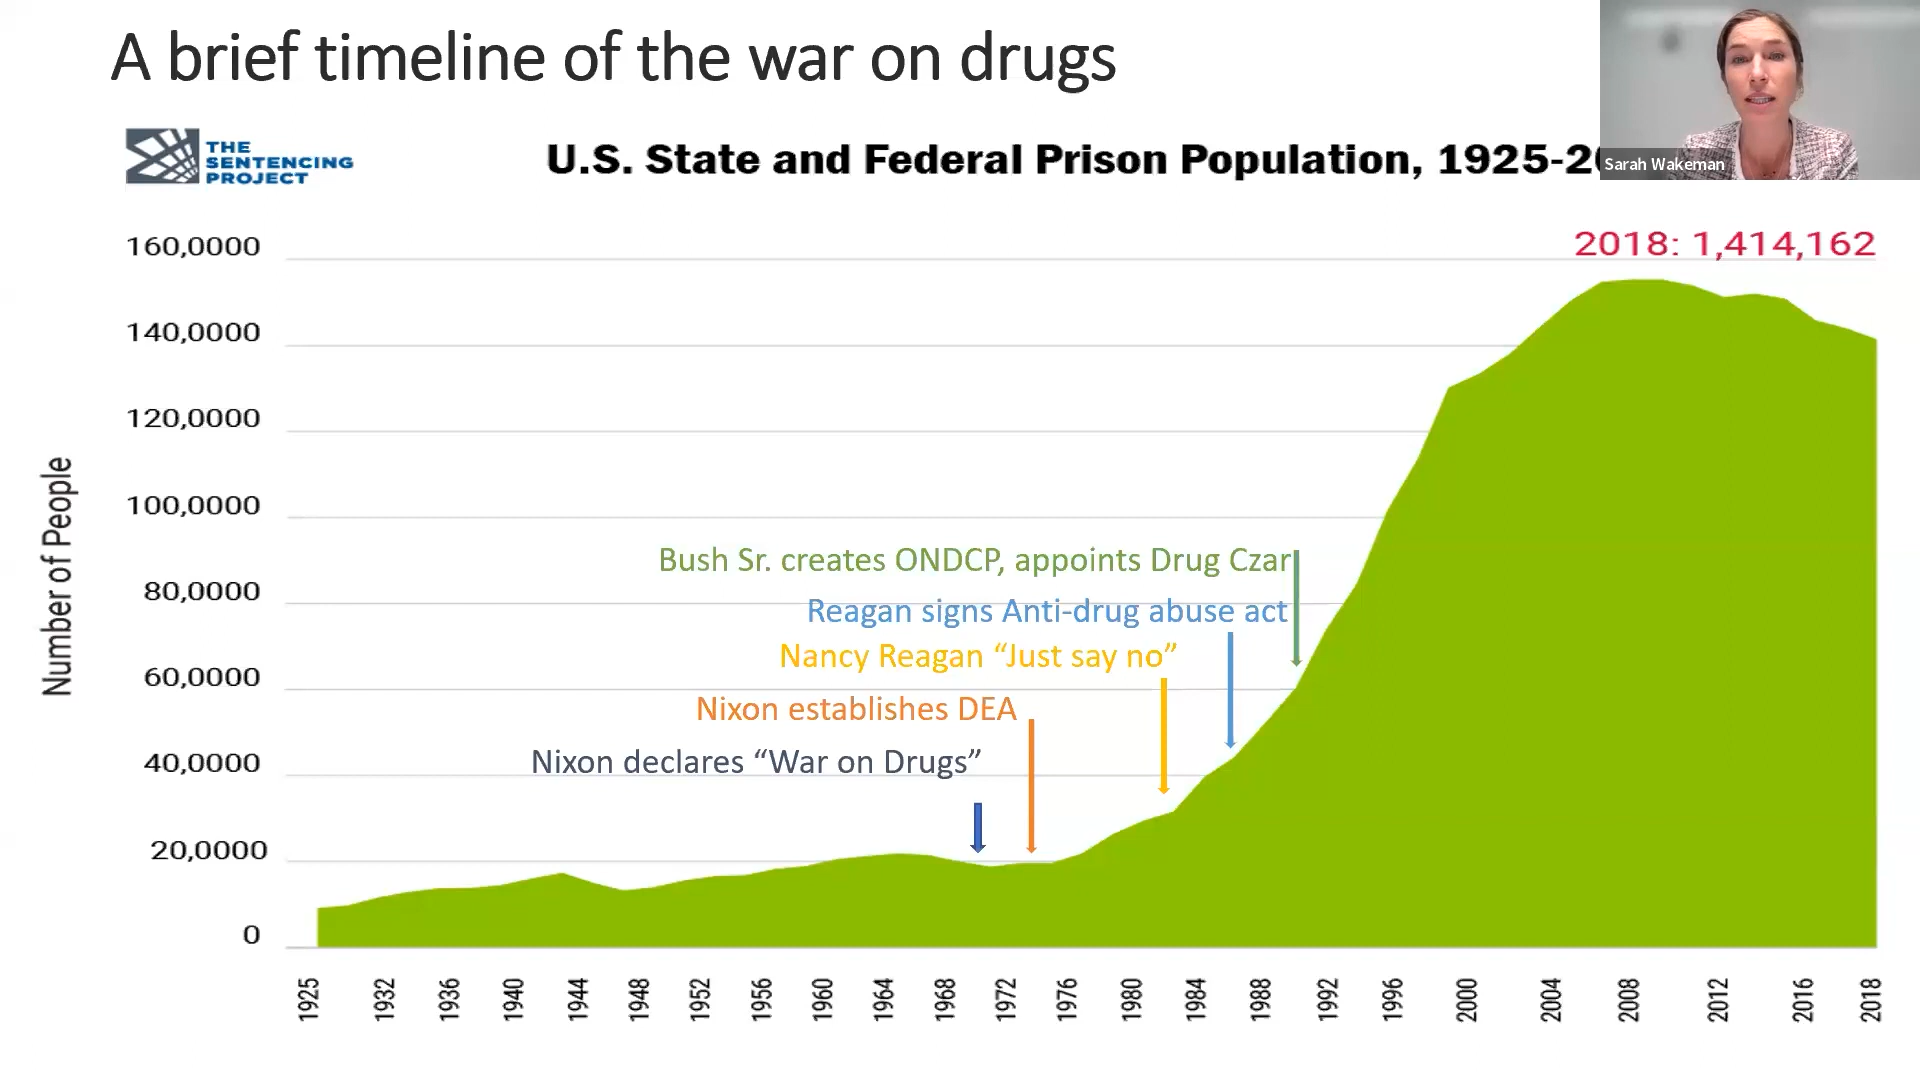 A brief timeline of the war on drugs
THE
SENTENCING
PROJECT
U.S. State and Federal Prison Population, 1925-20
Sarah Wakeman
2018: 1,414,162
Number of People
160,0000
140,0000
120,0000
100,0000
80,0000
60,0000
40,0000
20,0000
0
Bush Sr. creates ONDCP, appoints Drug Czar
Reagan signs Anti-drug abuse act
Nancy Reagan “Just say no”
Nixon establishes DEA
Nixon declares “War on Drugs”
1925 1932 1936 1940 1944 1948 1952 1956 1960 1964 1968 1972 1976 1980 1984 1988 1992 1996 2000 2004 2008 2012 2016 2018